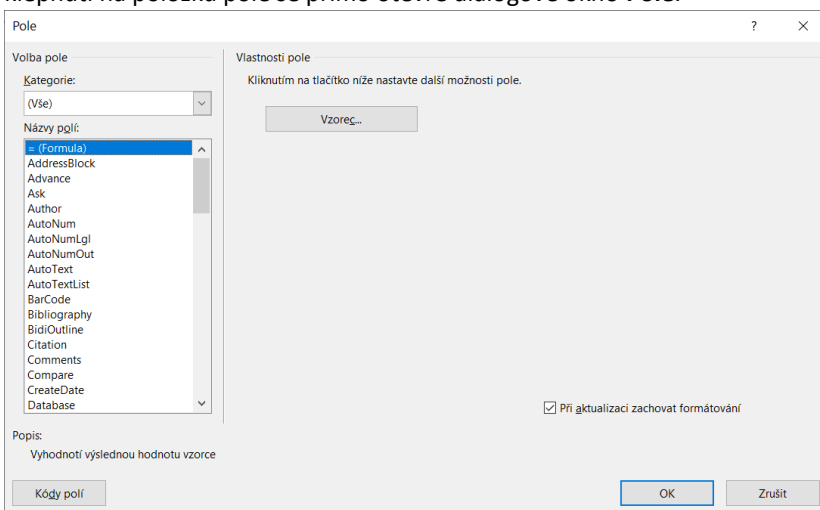 Pole ? ×
Volba pole
Kategorie:
(Vše)
Názvy polí:
= (Formula)
AddressBlock
Advance
Ask
Author
AutoNum
AutoNumLgl
AutoNumOut
AutoText
AutoTextList
BarCode
Bibliography
BidiOutline
Citation
Comments
Compare
CreateDate
Database
Vlastnosti pole
Kliknutím na tlačítko níže nastavte další možnosti pole.
Vzorec...
Při aktualizaci zachovat formátování
Popis:
Vyhodnotí výslednou hodnotu vzorce
Kódy polí
OK
Zrušit